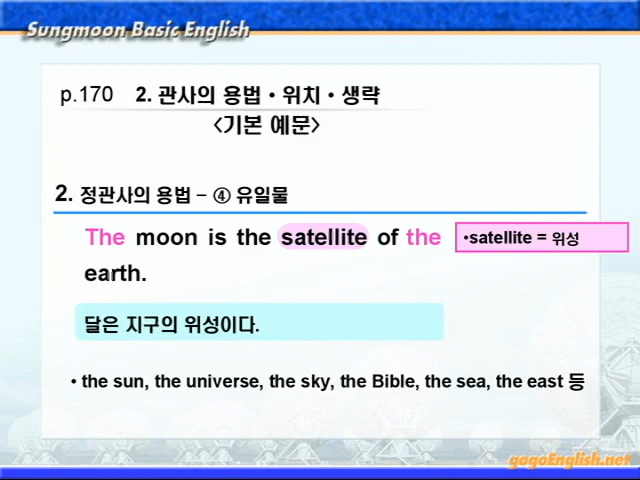 Sungmoon Basic English
p.170 2. 관사의 용법 • 위치 • 생략
<기본 예문>
2. 정관사의 용법 – ④ 유일물
The moon is the satellite of the
•satellite = 위성
earth.
달은 지구의 위성이다.
• the sun, the universe, the sky, the Bible, the sea, the east 등
gogoEnglish.net